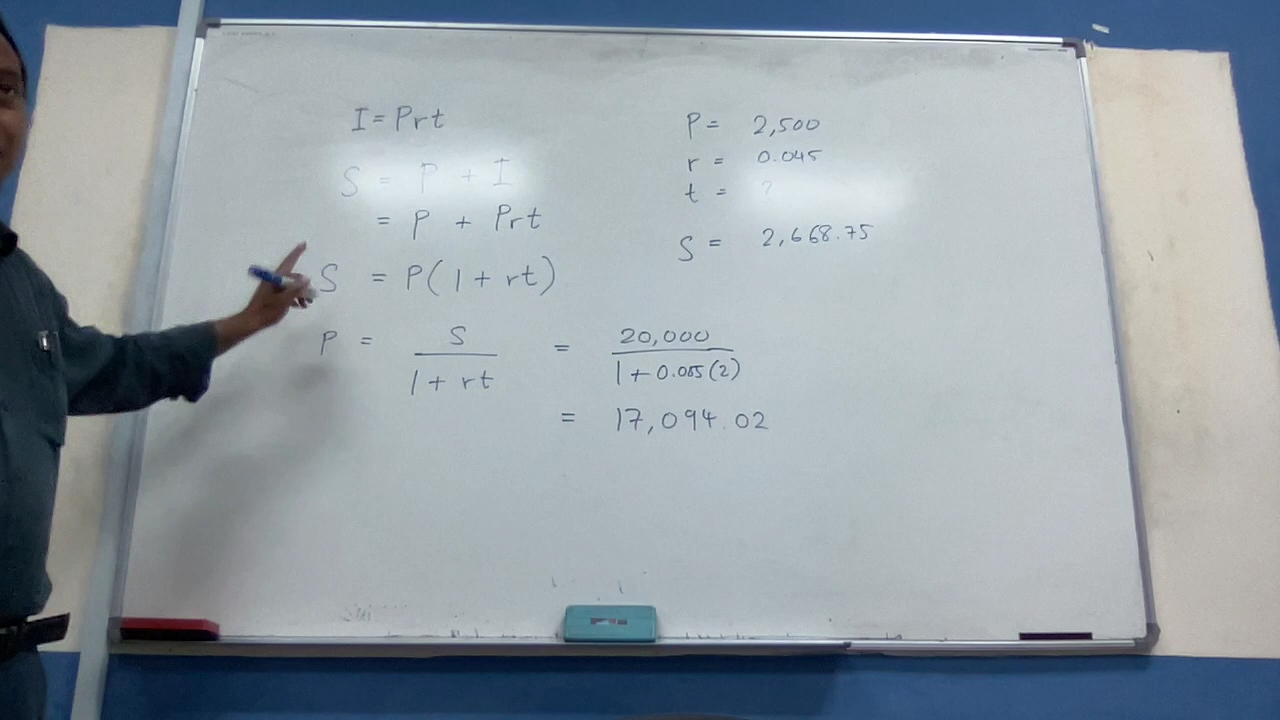 I = Prt
S = P + I
= P + Prt
S = P(1 + rt)
P = S / 1 + rt = 20,000 / 1 + 0.085(2)
= 17,094.02
P = 2,500
r = 0.045
t = ?
S = 2,668.75